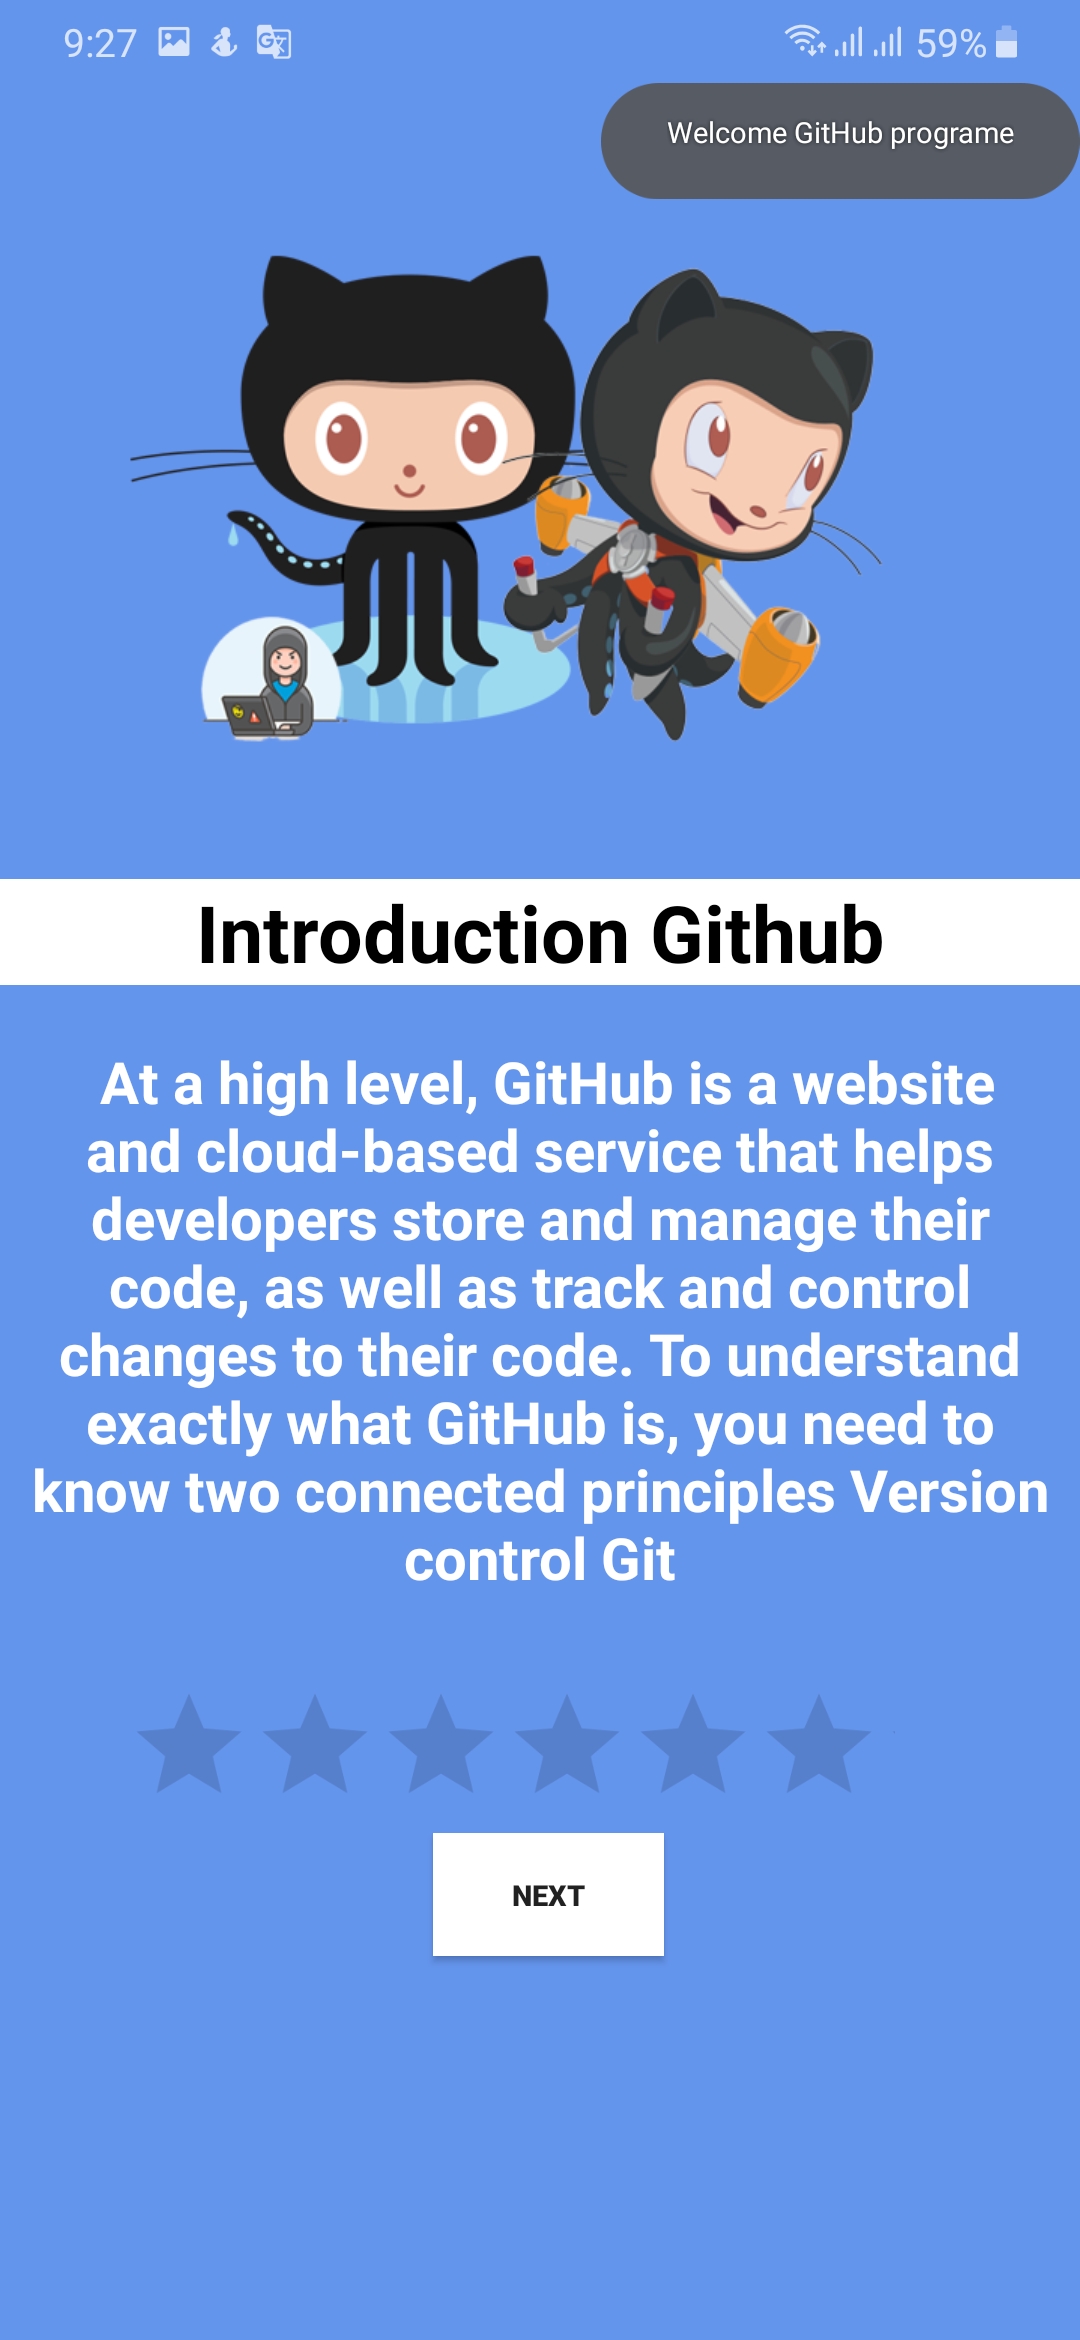 9:27
59%
Welcome GitHub programe
Introduction Github
At a high level, GitHub is a website
and cloud-based service that helps
developers store and manage their
code, as well as track and control
changes to their code. To understand
exactly what GitHub is, you need to
know two connected principles Version
control Git
NEXT